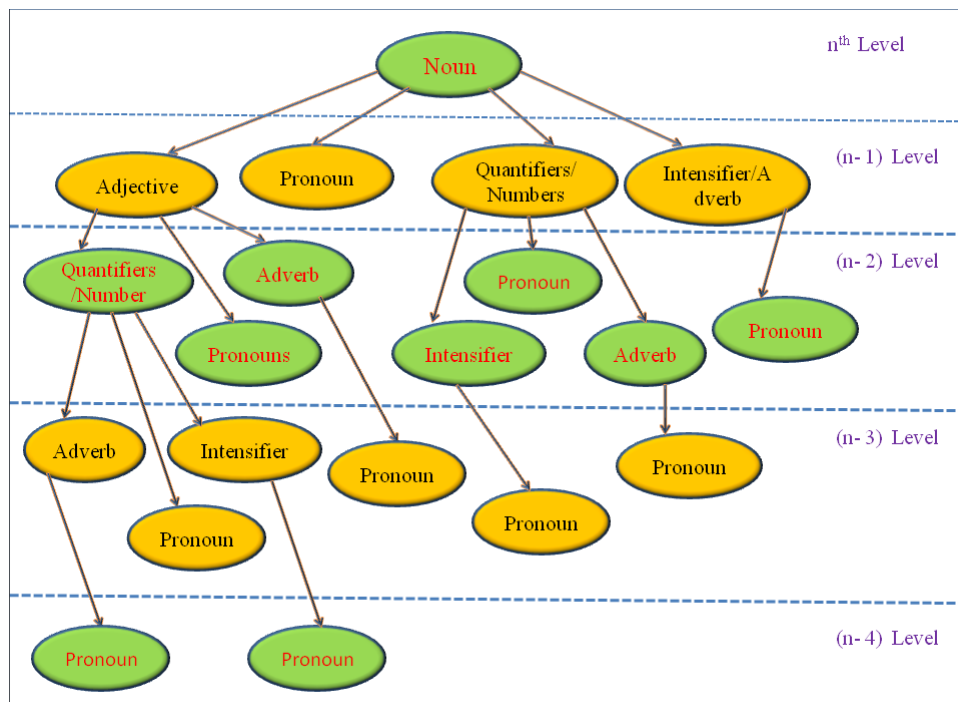 nth Level
Noun
(n-1) Level
Adjective
Pronoun
Quantifiers/
Numbers
Intensifier/A
dverb
(n-2) Level
Quantifiers
/Number
Adverb
Pronoun
Pronouns
Intensifier
Adverb
Pronoun
(n-3) Level
Adverb
Intensifier
Pronoun
Pronoun
Pronoun
Pronoun
(n-4) Level
Pronoun
Pronoun